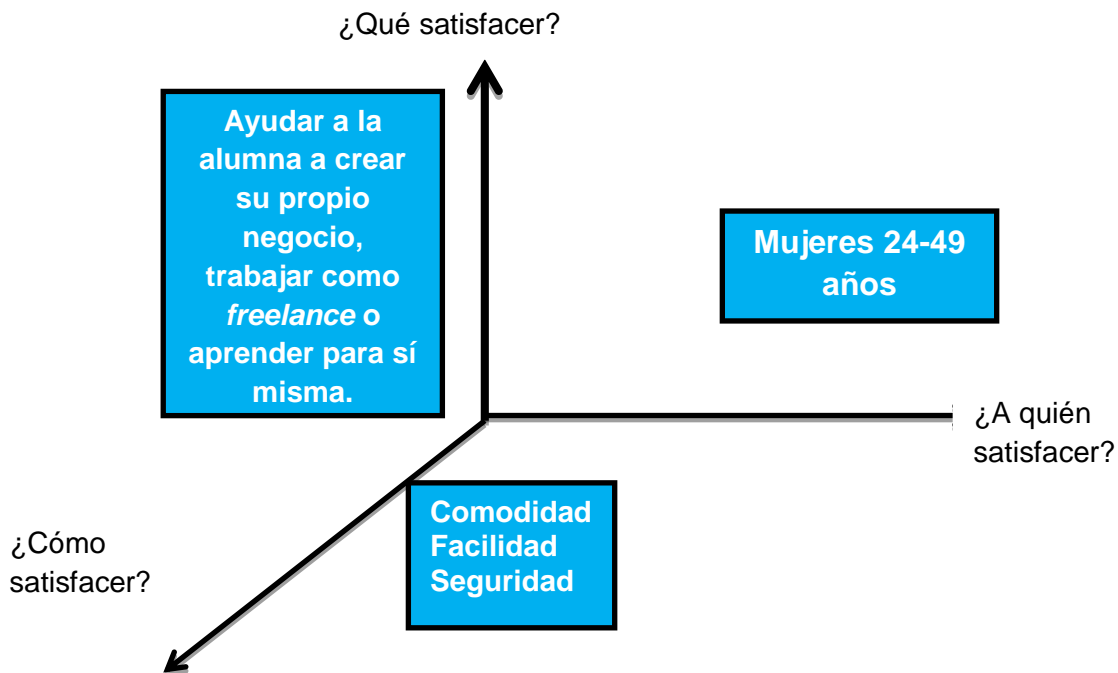 ¿Qué satisfacer?
Ayudar a la
alumna a crear
su propio
negocio,
trabajar como
freelance o
aprender para sí
misma.
Mujeres 24-49
años
¿A quién
satisfacer?
Comodidad
Facilidad
Seguridad
¿Cómo
satisfacer?